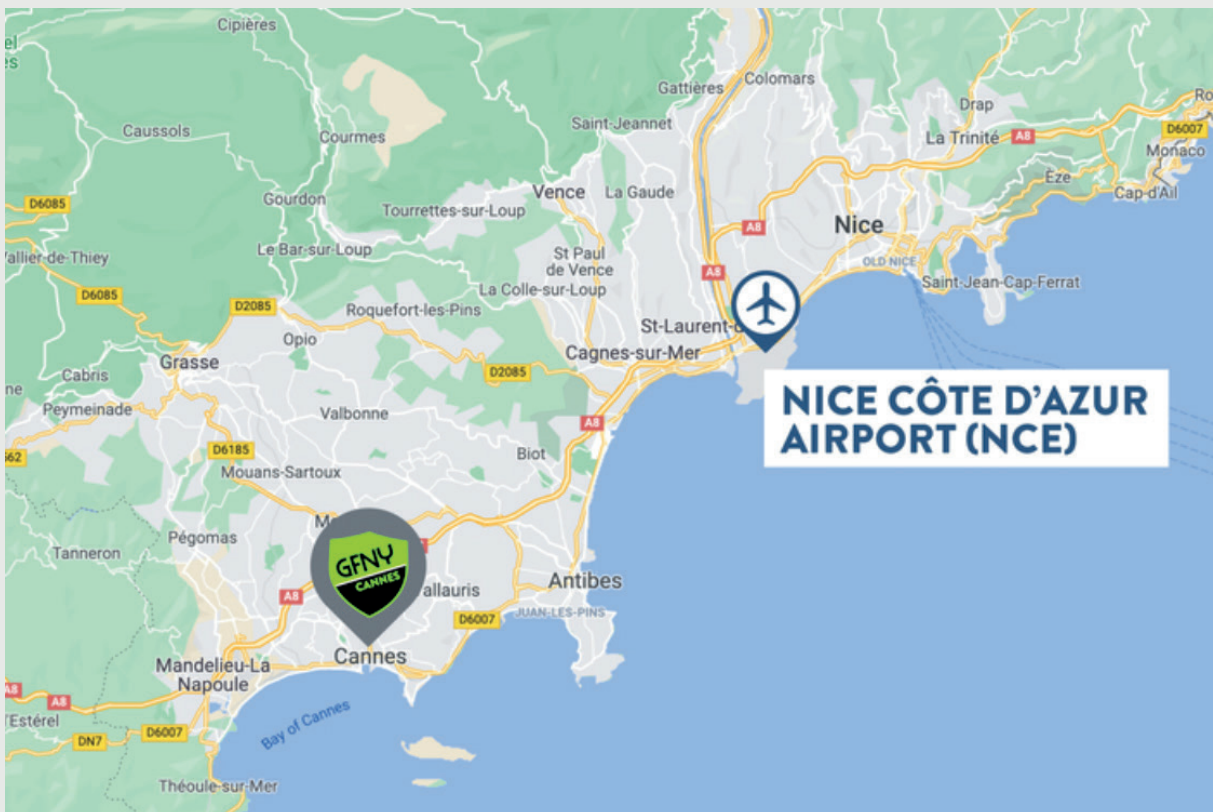 Cipières
Colomars
Gattières
Drap
Caussols
Courmes
Saint-Jeannet
La Trinité
A8
D6007
Monaco
Èze
Cap-d'Ail
Vence
La Gaude
D6085
Gourdon
Tourrettes-sur-Loup
Nice
A8
Le Bar-sur-Loup
St Paul
de Vence
OLD NICE
A8
Saint-Jean-Cap-Ferrat
La Colle-sur-Loup
D6085
D2085
Roquefort-les-Pins
Opio
Cagnes-sur-Mer
Grasse
D2085
Cabris
Peymeinade
Valbonne
NICE CÔTE D'AZUR
AIRPORT (NCE)
A8
D6185
Biot
Mouans-Sartoux
Pégomas
Tanneron
GFNY
CANNES
Antibes
A8
JUAN-LES-PINS
D6007
Cannes
Mandelieu-La
Napoule
A8
A8
D6007
DN7
Bay of Cannes
Théoule-sur-Mer